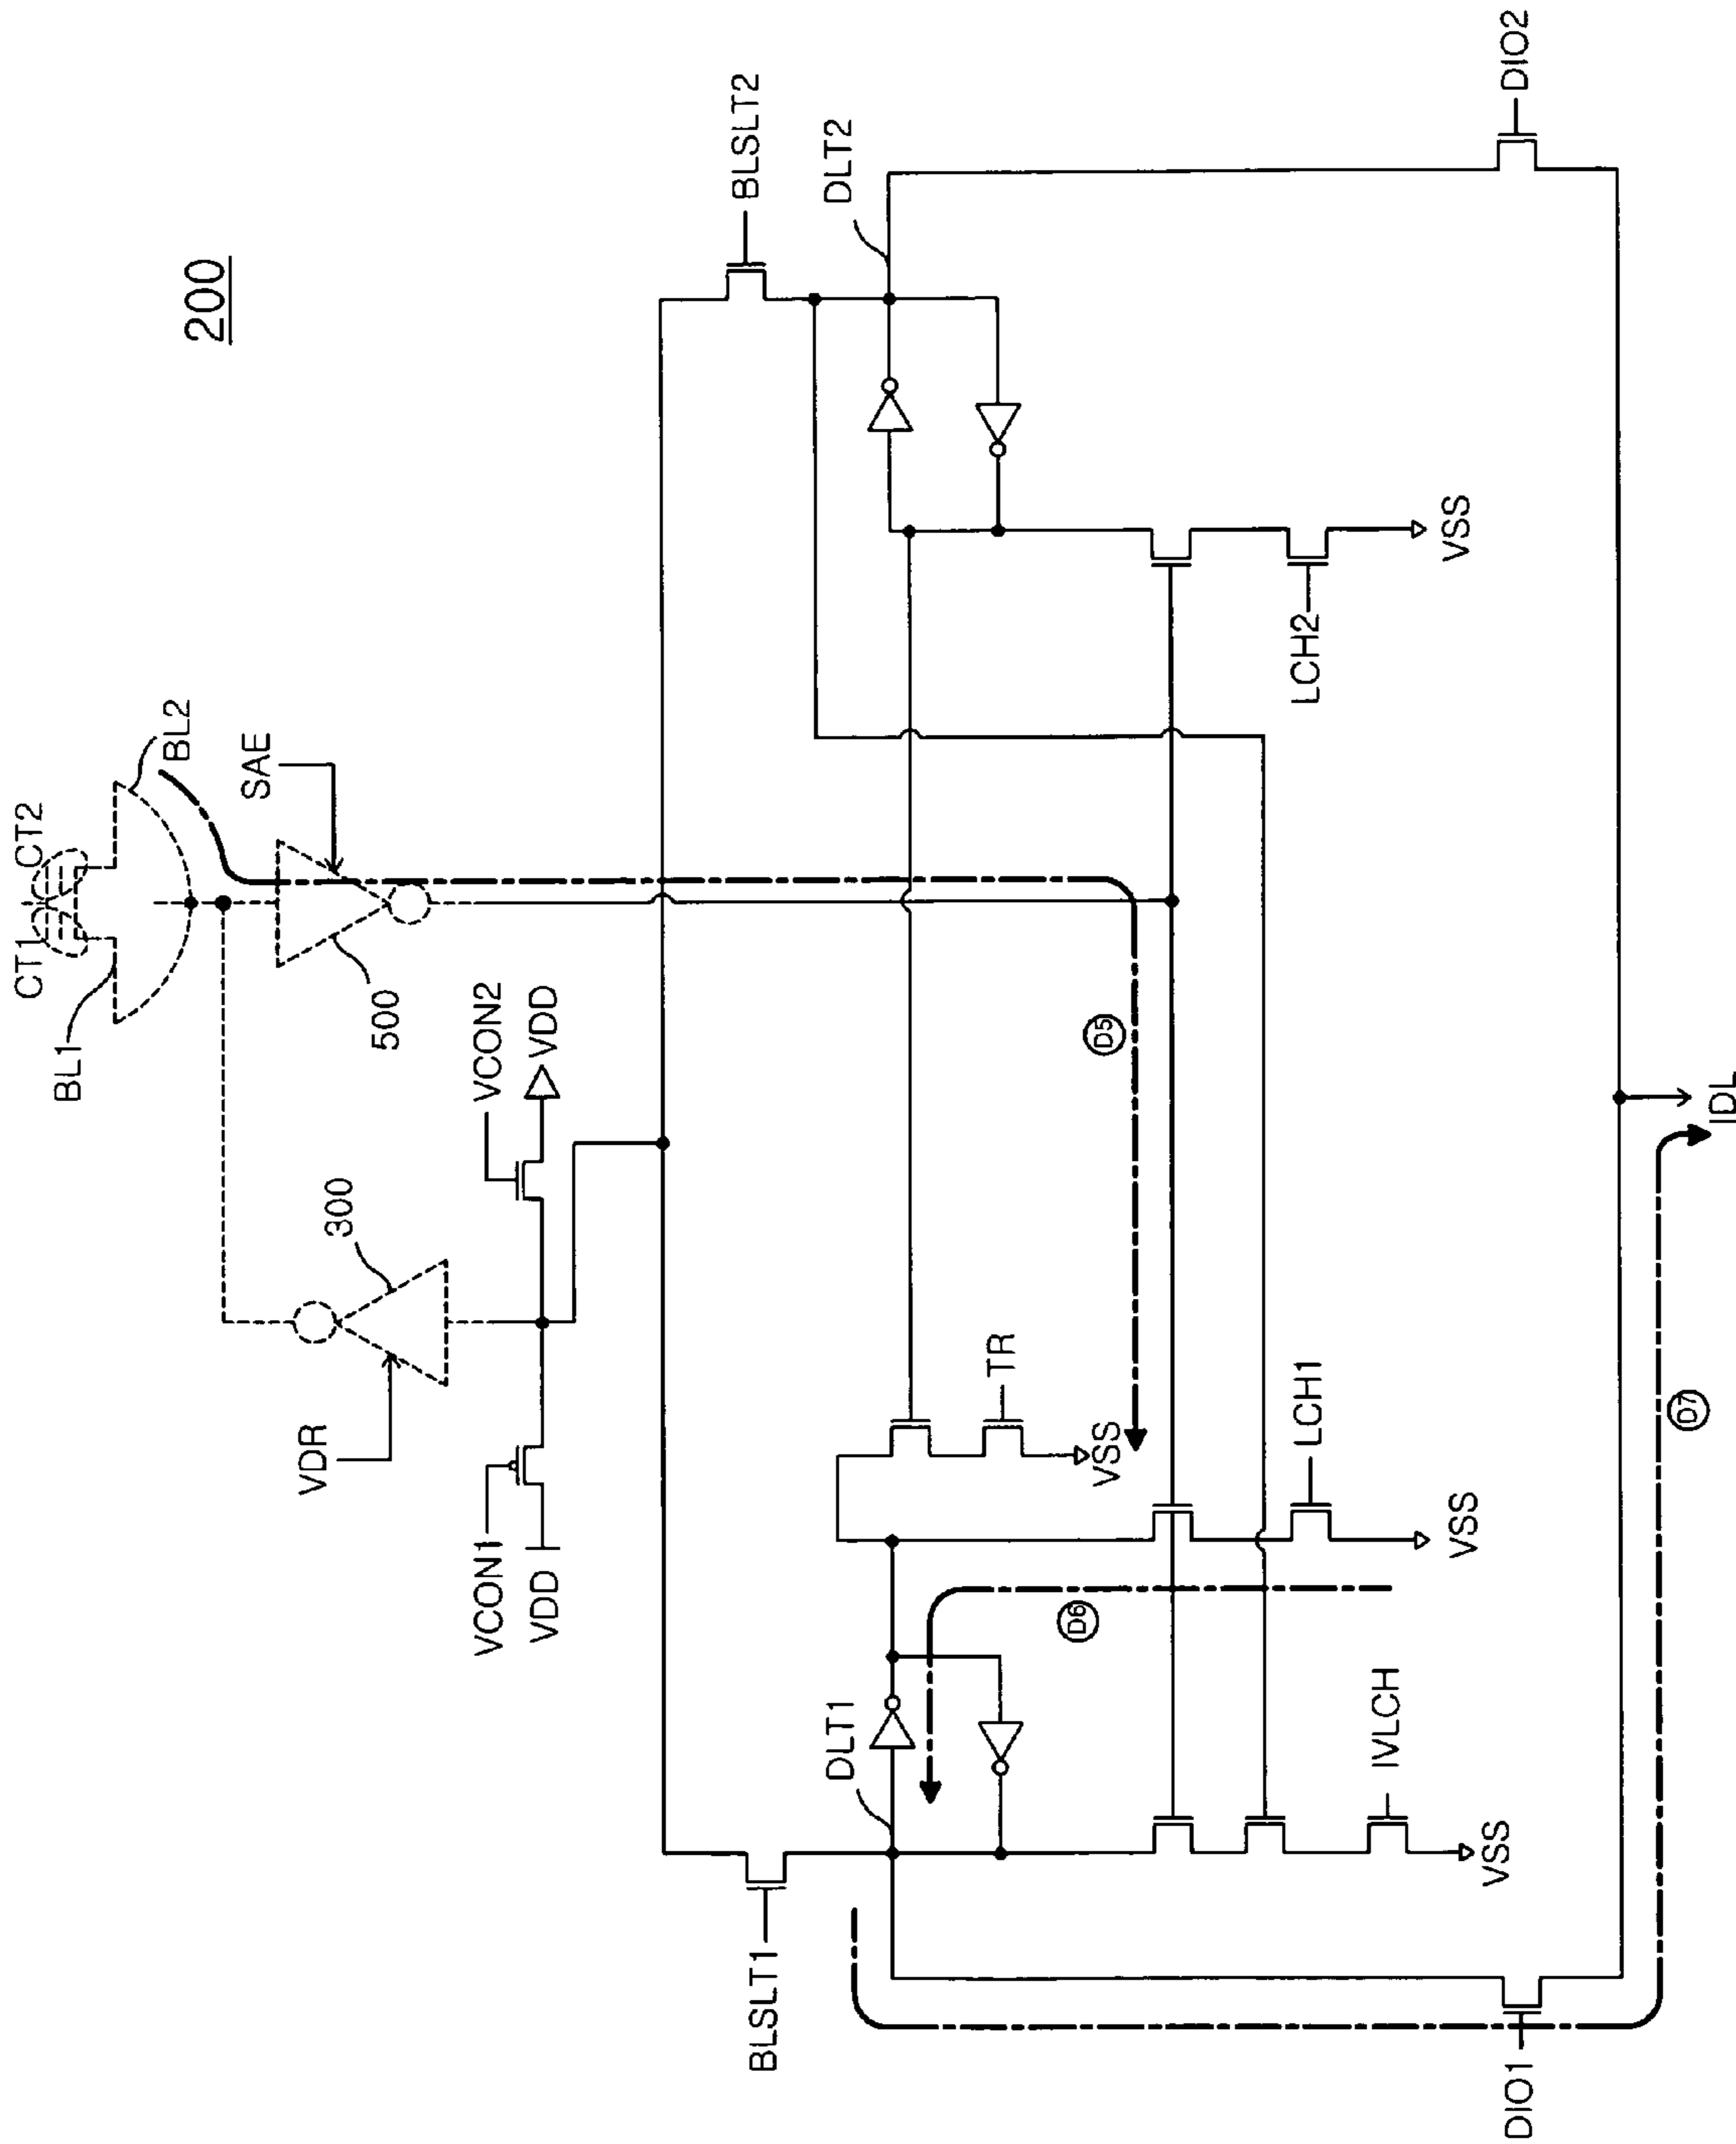 200
CT1
CT2
BL1
BL2
SAE
500
300
VDR
VCON1
VDD
VCON2
VDD
BLSLT1
BLSLT2
DLT1
DLT2
TR
VSS
D5
D6
LCH1
VSS
LCH2
VSS
IVLCH
VSS
DIO1
DIO2
D7
IDL